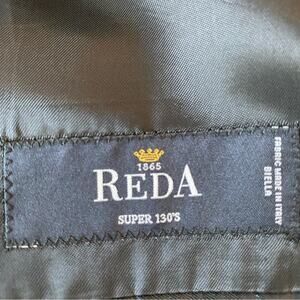 1865
REDA
SUPER 130'S
FABRIC MADE IN ITALY
BIELLA